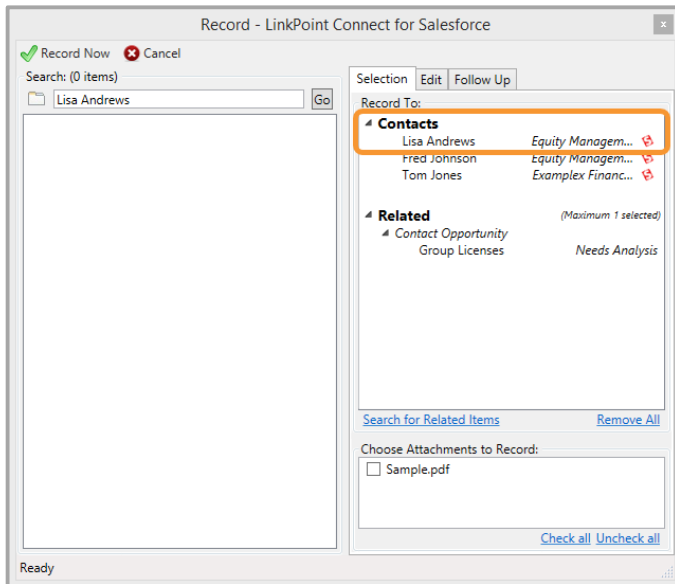 Record - LinkPoint Connect for Salesforce
x
Record Now Cancel
Search: (0 items)
Lisa Andrews Go
Selection Edit Follow Up
Record To:
Contacts
Lisa Andrews Equity Managem...
Fred Johnson Equity Managem...
Tom Jones Examplex Financ...
Related (Maximum 1 selected)
Contact Opportunity
Group Licenses Needs Analysis
Search for Related Items Remove All
Choose Attachments to Record:
Sample.pdf
Check all Uncheck all
Ready